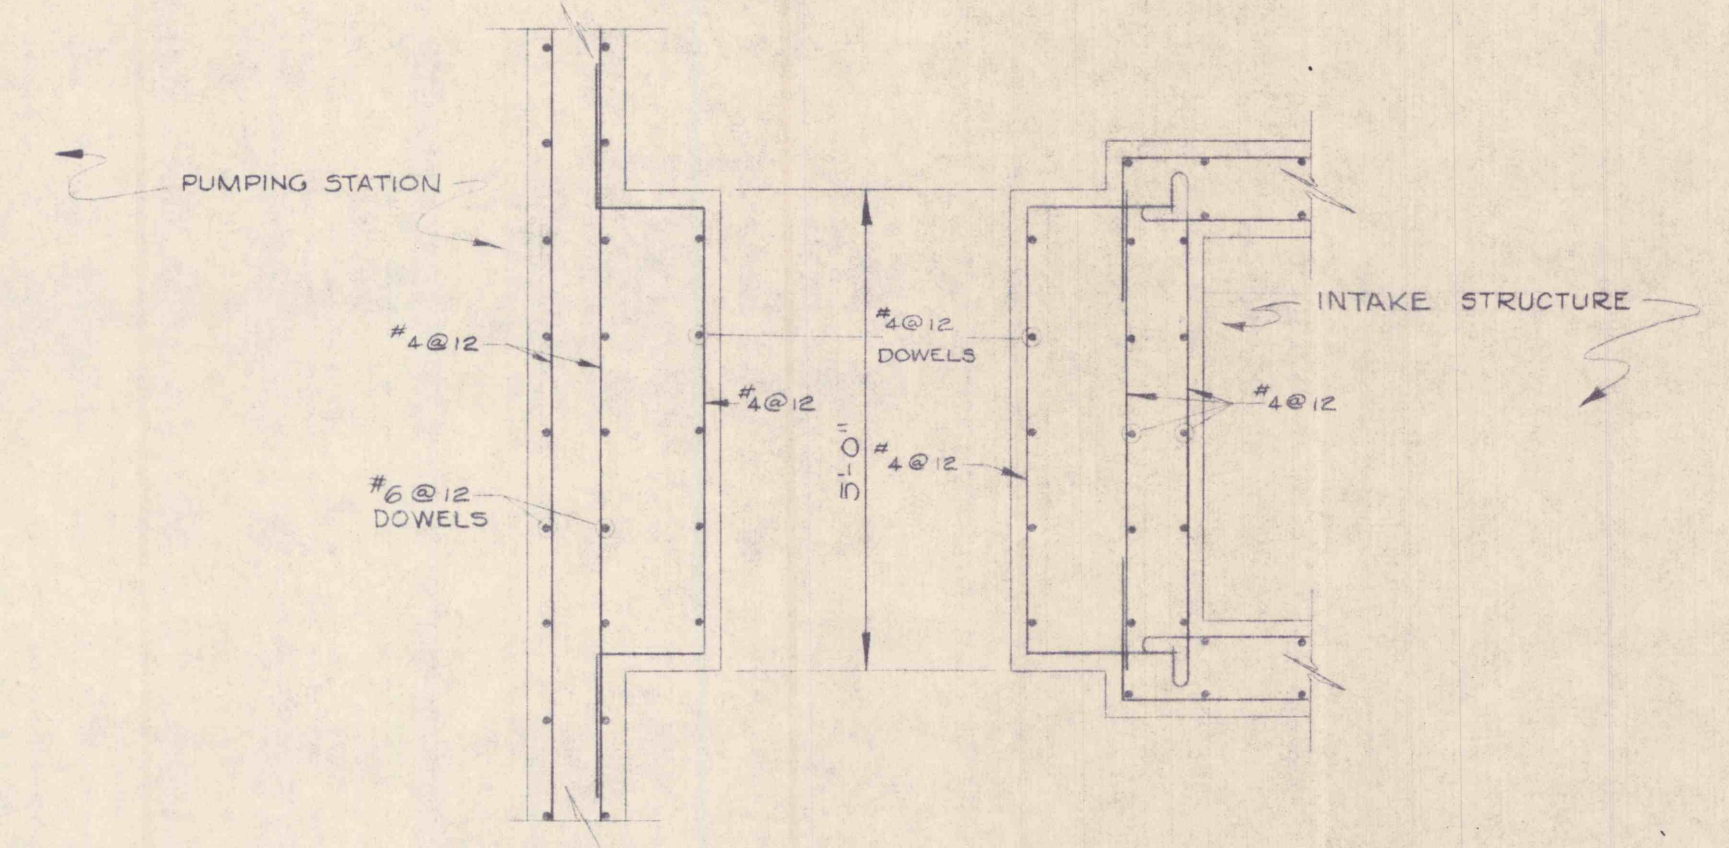 PUMPING STATION
#4@12
#6@12
DOWELS
#4@12
5'-0"
#4@12
DOWELS
#4@12
INTAKE STRUCTURE
#4@12